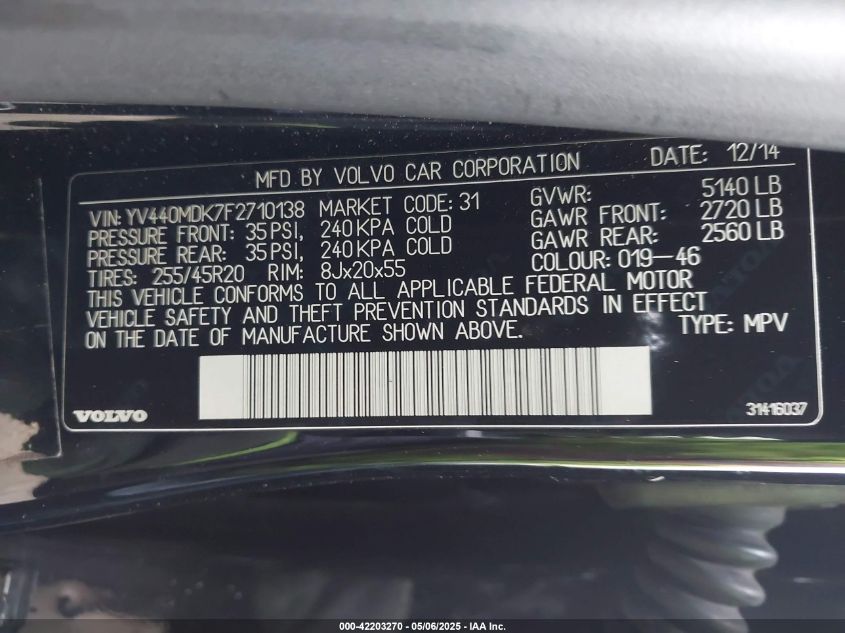 MFD BY VOLVO CAR CORPORATION DATE: 12/14
VIN: YV440MDK7F2710138 MARKET CODE: 31 GVWR: 5140 LB
PRESSURE FRONT: 35 PSI, 240 KPA COLD GAWR FRONT: 2720 LB
PRESSURE REAR: 35 PSI, 240 KPA COLD GAWR REAR: 2560 LB
TIRES: 255/45R20 RIM: 8Jx20x55 COLOUR: 019-46
THIS VEHICLE CONFORMS TO ALL APPLICABLE FEDERAL MOTOR
VEHICLE SAFETY AND THEFT PREVENTION STANDARDS IN EFFECT
ON THE DATE OF MANUFACTURE SHOWN ABOVE. TYPE: MPV
VOLVO 31416037
000-42203270 - 05/06/2025 - IAA Inc.